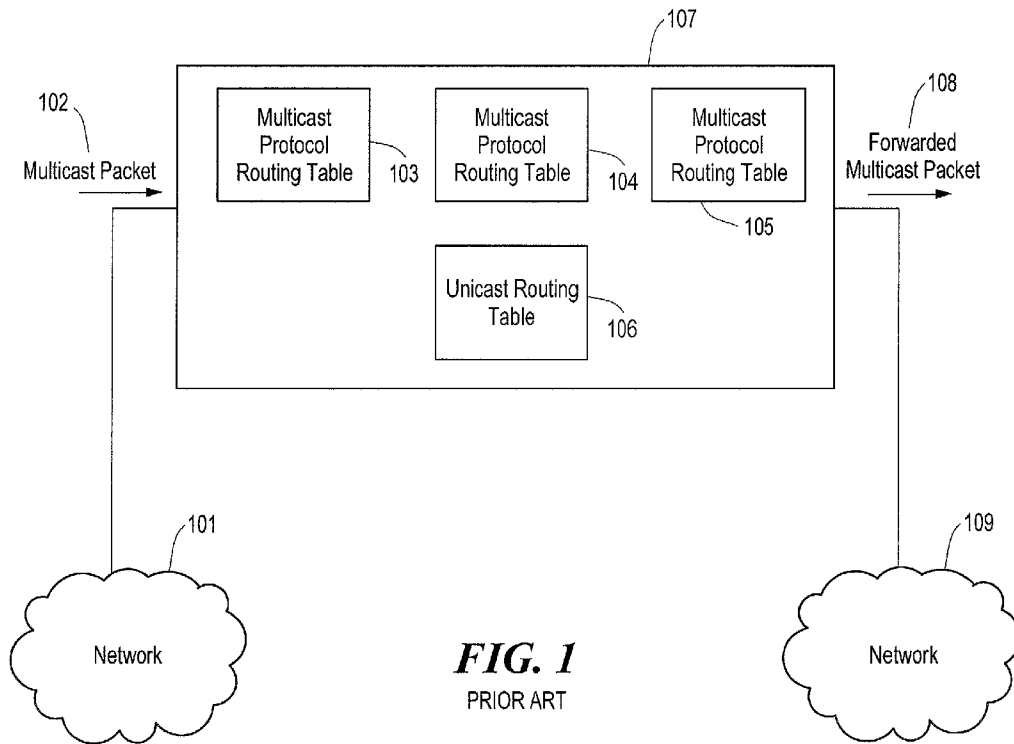 107
102
Multicast Packet
Multicast
Protocol
Routing Table
103
Multicast
Protocol
Routing Table
104
Multicast
Protocol
Routing Table
105
108
Forwarded
Multicast Packet
Unicast Routing
Table
106
101
Network
109
Network
FIG. 1
PRIOR ART